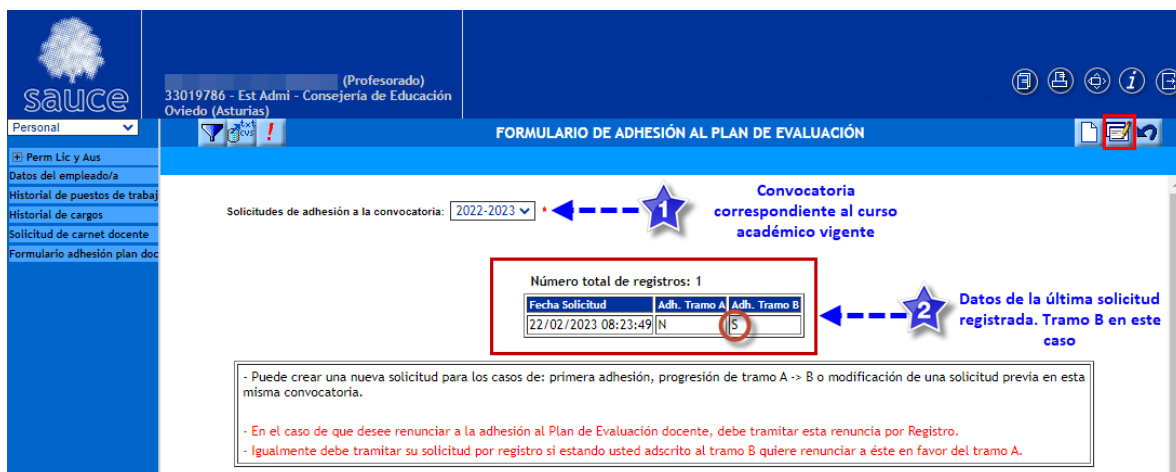 sauce
(Profesorado)
33019786 - Est Admi - Consejería de Educación
Oviedo (Asturias)
Personal
txt
cvs
FORMULARIO DE ADHESIÓN AL PLAN DE EVALUACIÓN
Perm Lic y Aus
Datos del empleado/a
Historial de puestos de trabaj
Historial de cargos
Solicitud de carnet docente
Formulario adhesión plan doc
Solicitudes de adhesión a la convocatoria: 2022-2023 *
1
Convocatoria
correspondiente al curso
académico vigente
Número total de registros: 1
Fecha Solicitud Adh. Tramo A Adh. Tramo B
22/02/2023 08:23:49 N S
2
Datos de la última solicitud
registrada. Tramo B en este
caso
- Puede crear una nueva solicitud para los casos de: primera adhesión, progresión de tramo A -> B o modificación de una solicitud previa en esta
misma convocatoria.
- En el caso de que desee renunciar a la adhesión al Plan de Evaluación docente, debe tramitar esta renuncia por Registro.
- Igualmente debe tramitar su solicitud por registro si estando usted adscrito al tramo B quiere renunciar a éste en favor del tramo A.